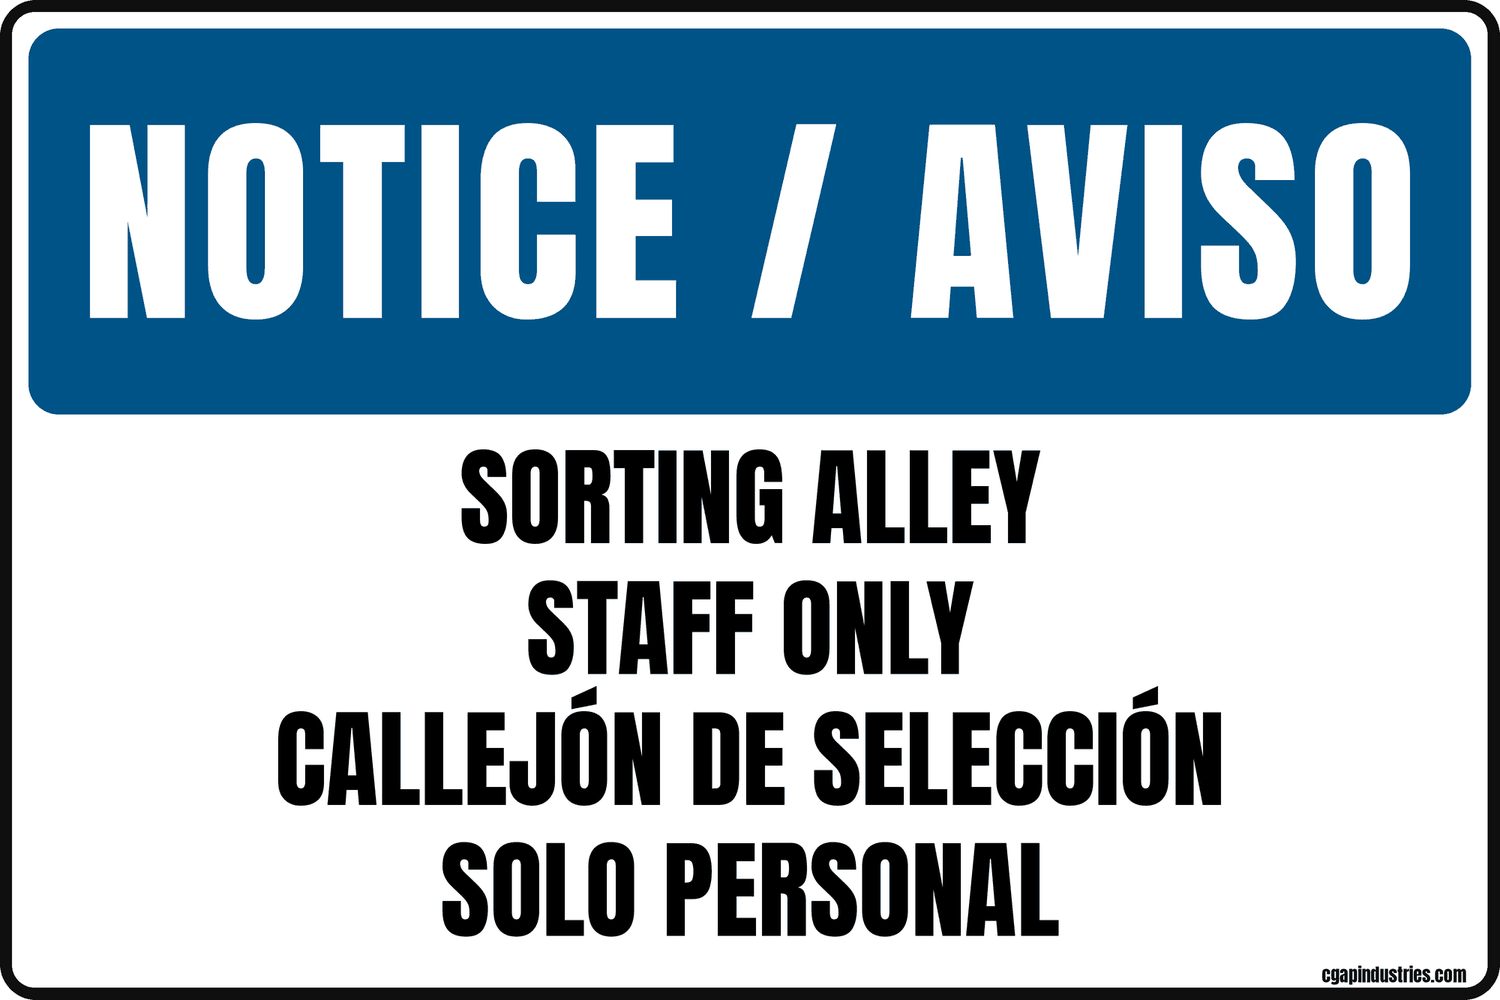 NOTICE / AVISO
SORTING ALLEY
STAFF ONLY
CALLEJÓN DE SELECCIÓN
SOLO PERSONAL
cgapindustries.com